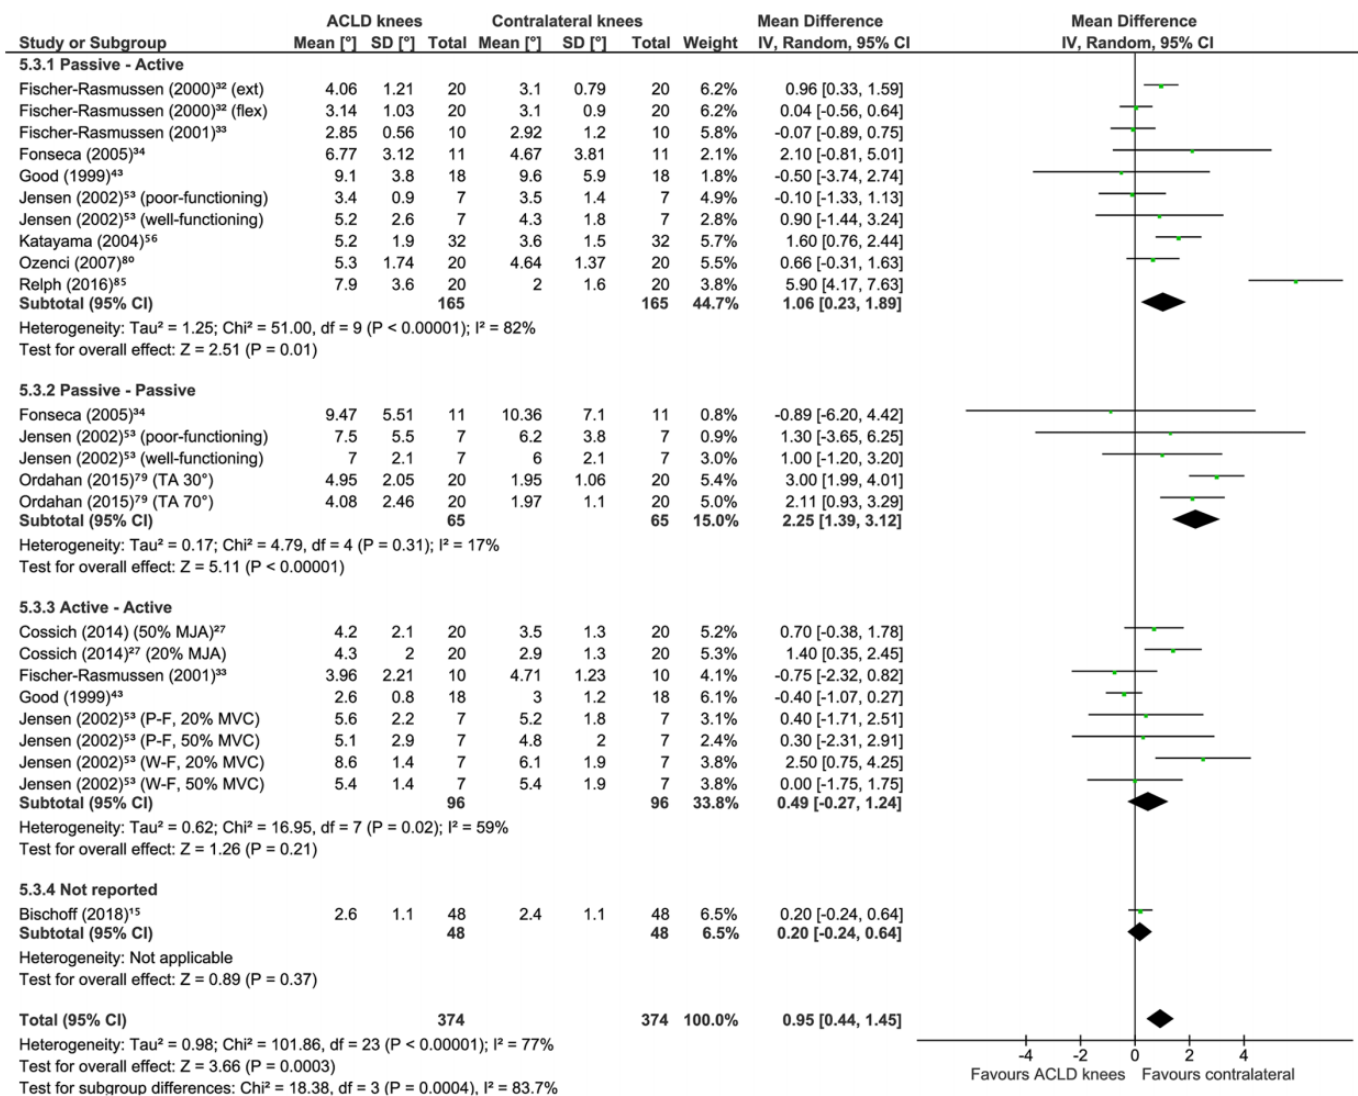 ACLD knees Contralateral knees Mean Difference Mean Difference
Study or Subgroup Mean [°] SD [°] Total Mean [°] SD [°] Total Weight IV, Random, 95% CI IV, Random, 95% CI
5.3.1 Passive - Active
Fischer-Rasmussen (2000)³² (ext) 4.06 1.21 20 3.1 0.79 20 6.2% 0.96 [0.33, 1.59]
Fischer-Rasmussen (2000)³² (flex) 3.14 1.03 20 3.1 0.9 20 6.2% 0.04 [-0.56, 0.64]
Fischer-Rasmussen (2001)³³ 2.85 0.56 10 2.92 1.2 10 5.8% -0.07 [-0.89, 0.75]
Fonseca (2005)³⁴ 6.77 3.12 11 4.67 3.81 11 2.1% 2.10 [-0.81, 5.01]
Good (1999)⁴³ 9.1 3.8 18 9.6 5.9 18 1.8% -0.50 [-3.74, 2.74]
Jensen (2002)⁵³ (poor-functioning) 3.4 0.9 7 3.5 1.4 7 4.9% -0.10 [-1.33, 1.13]
Jensen (2002)⁵³ (well-functioning) 5.2 2.6 7 4.3 1.8 7 2.8% 0.90 [-1.44, 3.24]
Katayama (2004)⁵⁶ 5.2 1.9 32 3.6 1.5 32 5.7% 1.60 [0.76, 2.44]
Ozenci (2007)⁸⁰ 5.3 1.74 20 4.64 1.37 20 5.5% 0.66 [-0.31, 1.63]
Relph (2016)⁸⁵ 7.9 3.6 20 2 1.6 20 3.8% 5.90 [4.17, 7.63]
Subtotal (95% CI) 165 165 44.7% 1.06 [0.23, 1.89]
Heterogeneity: Tau² = 1.25; Chi² = 51.00, df = 9 (P < 0.00001); I² = 82%
Test for overall effect: Z = 2.51 (P = 0.01)
5.3.2 Passive - Passive
Fonseca (2005)³⁴ 9.47 5.51 11 10.36 7.1 11 0.8% -0.89 [-6.20, 4.42]
Jensen (2002)⁵³ (poor-functioning) 7.5 5.5 7 6.2 3.8 7 0.9% 1.30 [-3.65, 6.25]
Jensen (2002)⁵³ (well-functioning) 7 2.1 7 6 2.1 7 3.0% 1.00 [-1.20, 3.20]
Ordahan (2015)⁷⁹ (TA 30°) 4.95 2.05 20 1.95 1.06 20 5.4% 3.00 [1.99, 4.01]
Ordahan (2015)⁷⁹ (TA 70°) 4.08 2.46 20 1.97 1.1 20 5.0% 2.11 [0.93, 3.29]
Subtotal (95% CI) 65 65 15.0% 2.25 [1.39, 3.12]
Heterogeneity: Tau² = 0.17; Chi² = 4.79, df = 4 (P = 0.31); I² = 17%
Test for overall effect: Z = 5.11 (P < 0.00001)
5.3.3 Active - Active
Cossich (2014) (50% MJA)²⁷ 4.2 2.1 20 3.5 1.3 20 5.2% 0.70 [-0.38, 1.78]
Cossich (2014)²⁷ (20% MJA) 4.3 2 20 2.9 1.3 20 5.3% 1.40 [0.35, 2.45]
Fischer-Rasmussen (2001)³³ 3.96 2.21 10 4.71 1.23 10 4.1% -0.75 [-2.32, 0.82]
Good (1999)⁴³ 2.6 0.8 18 3 1.2 18 6.1% -0.40 [-1.07, 0.27]
Jensen (2002)⁵³ (P-F, 20% MVC) 5.6 2.2 7 5.2 1.8 7 3.1% 0.40 [-1.71, 2.51]
Jensen (2002)⁵³ (P-F, 50% MVC) 5.1 2.9 7 4.8 2 7 2.4% 0.30 [-2.31, 2.91]
Jensen (2002)⁵³ (W-F, 20% MVC) 8.6 1.4 7 6.1 1.9 7 3.8% 2.50 [0.75, 4.25]
Jensen (2002)⁵³ (W-F, 50% MVC) 5.4 1.4 7 5.4 1.9 7 3.8% 0.00 [-1.75, 1.75]
Subtotal (95% CI) 96 96 33.8% 0.49 [-0.27, 1.24]
Heterogeneity: Tau² = 0.62; Chi² = 16.95, df = 7 (P = 0.02); I² = 59%
Test for overall effect: Z = 1.26 (P = 0.21)
5.3.4 Not reported
Bischoff (2018)¹⁵ 2.6 1.1 48 2.4 1.1 48 6.5% 0.20 [-0.24, 0.64]
Subtotal (95% CI) 48 48 6.5% 0.20 [-0.24, 0.64]
Heterogeneity: Not applicable
Test for overall effect: Z = 0.89 (P = 0.37)
Total (95% CI) 374 374 100.0% 0.95 [0.44, 1.45]
Heterogeneity: Tau² = 0.98; Chi² = 101.86, df = 23 (P < 0.00001); I² = 77%
Test for overall effect: Z = 3.66 (P = 0.0003)
Test for subgroup differences: Chi² = 18.38, df = 3 (P = 0.0004), I² = 83.7%
-4 -2 0 2 4
Favours ACLD knees Favours contralateral